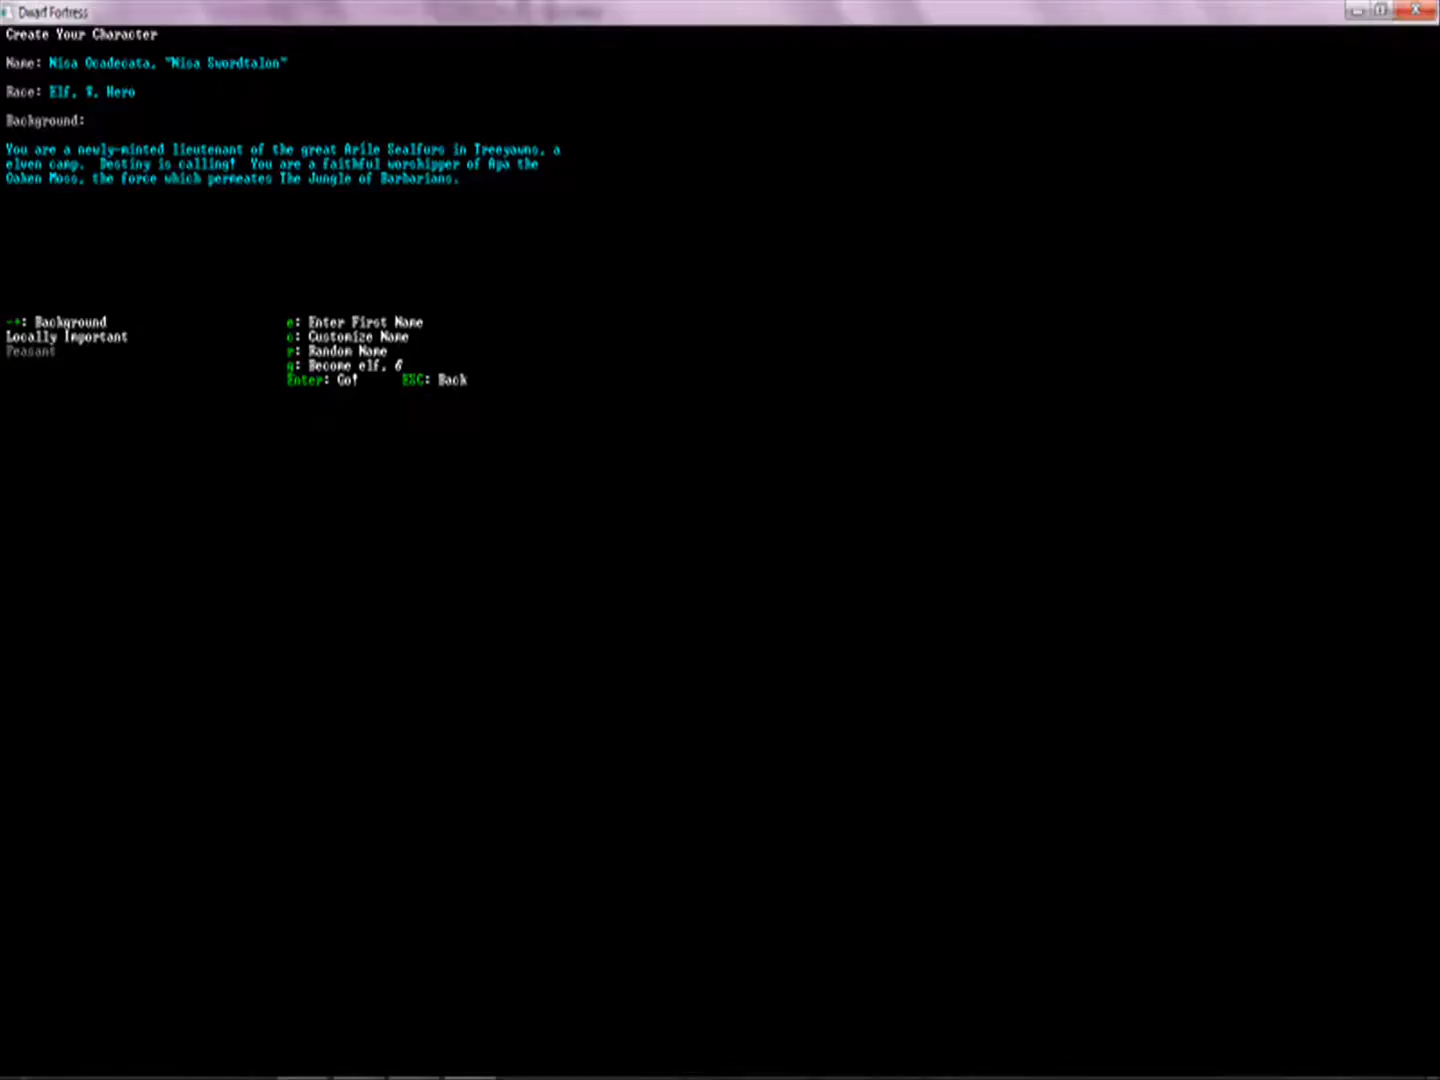 Dwarf Fortress
Create Your Character
Name: Nisa Ocadecata, "Nisa Swordtalon"
Race: Elf, ♀, Hero
Background:
You are a newly-minted lieutenant of the great Arile Sealfurs in Treeyawns, a
elven camp. Destiny is calling! You are a faithful worshipper of Apa the
Oaken Moss, the force which permeates The Jungle of Barbarians.
-+: Background
e: Enter First Name
Locally Important
c: Customize Name
Peasant
r: Random Name
g: Become elf, ♂
Enter: Go! ESC: Back